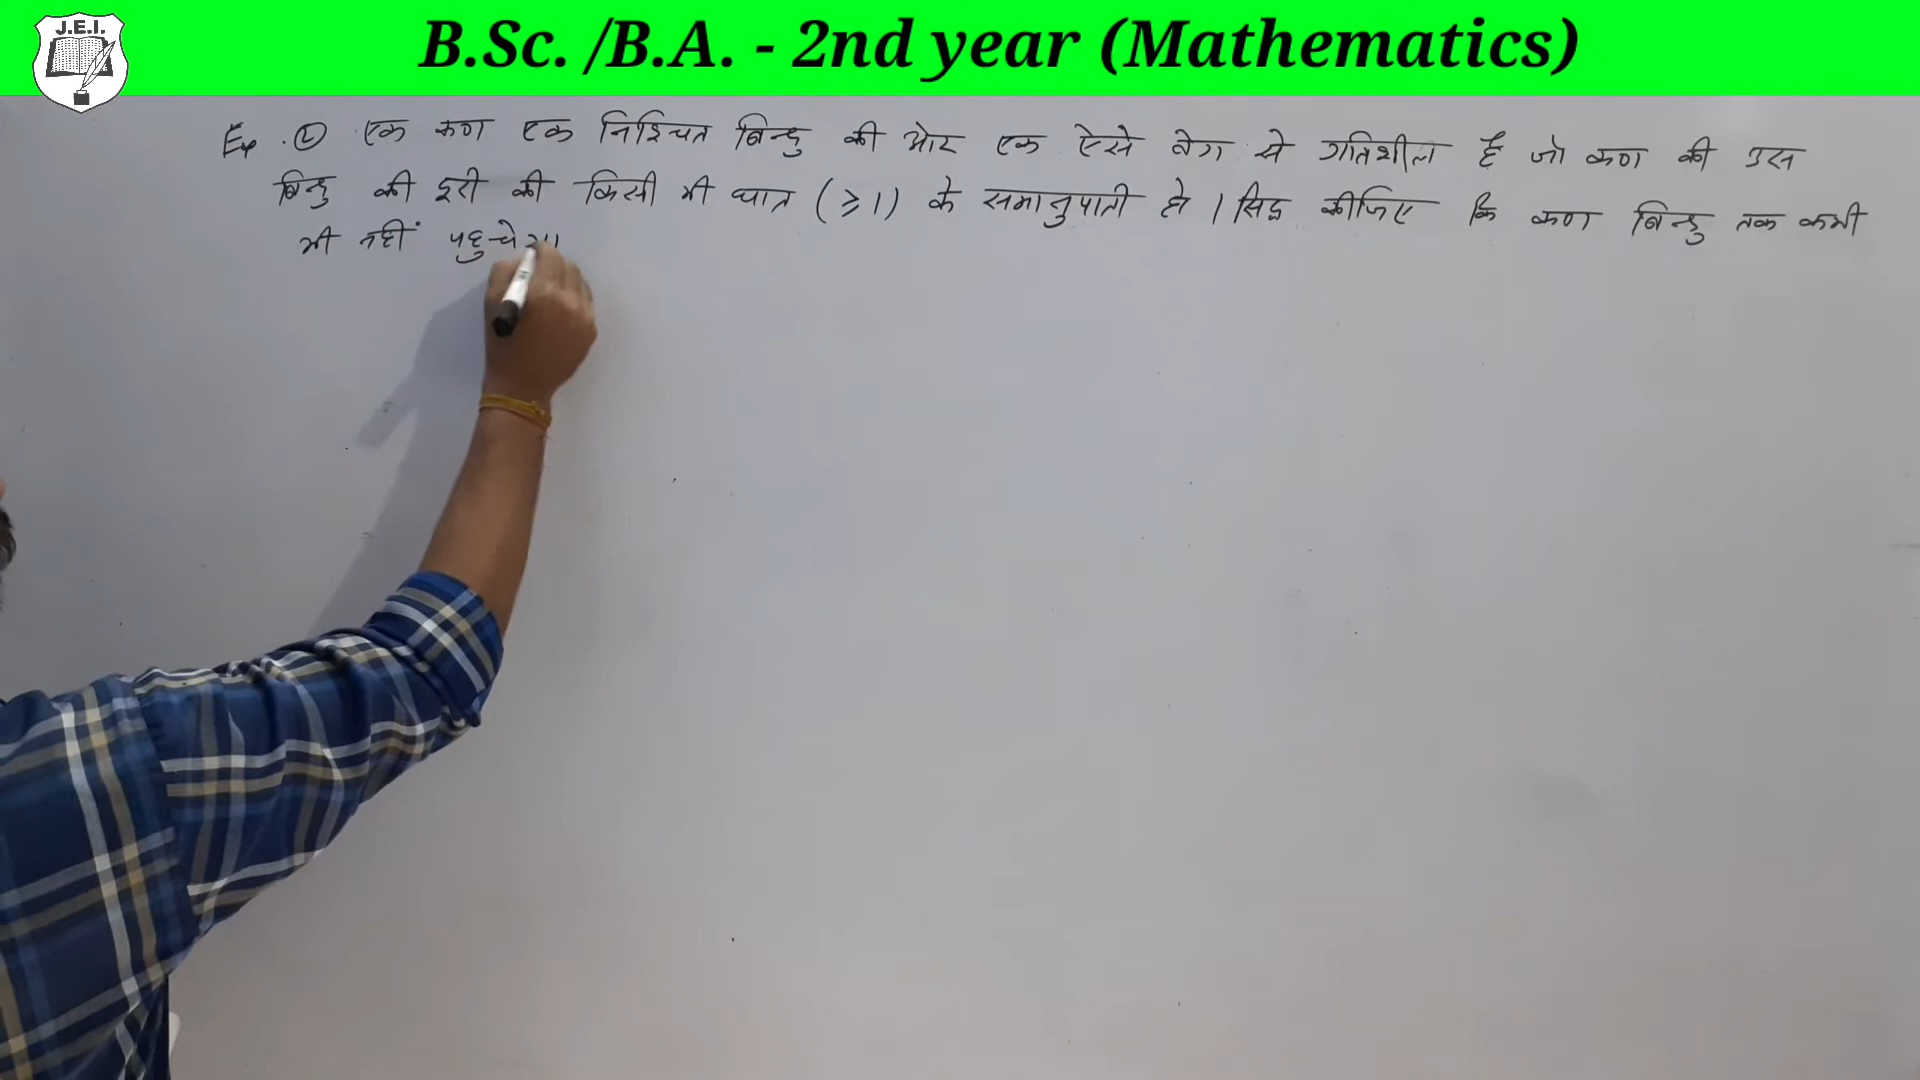 J.E.I.
B.Sc. /B.A. - 2nd year (Mathematics)
Ex. ① एक कण एक निश्चित बिन्दु की ओर एक ऐसे वेग से गतिशील है जो कण की उस
बिन्दु की दूरी की किसी भी घात (≥1) के समानुपाती हो । सिद्ध कीजिए कि कण बिन्दु तक कभी
भी नहीं पहुचेगा